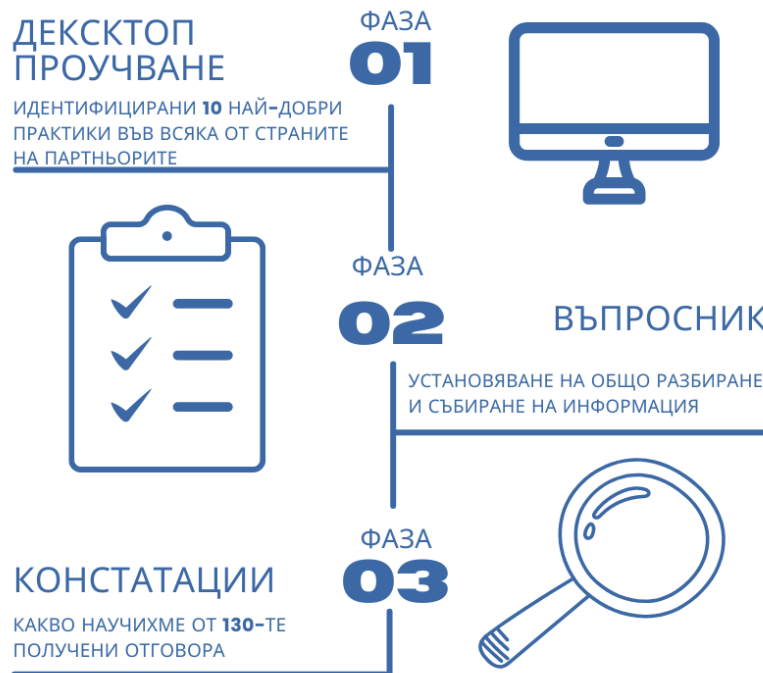 ФАЗА
01
ДЕКСКТОП
ПРОУЧВАНЕ
ИДЕНТИФИЦИРАНИ 10 НАЙ-ДОБРИ
ПРАКТИКИ ВЪВ ВСЯКА ОТ СТРАНИТЕ
НА ПАРТНЬОРИТЕ
ФАЗА
02
ВЪПРОСНИК
УСТАНОВЯВАНЕ НА ОБЩО РАЗБИРАНЕ
И СЪБИРАНЕ НА ИНФОРМАЦИЯ
ФАЗА
03
КОНСТАТАЦИИ
КАКВО НАУЧИХМЕ ОТ 130-ТЕ
ПОЛУЧЕНИ ОТГОВОРА